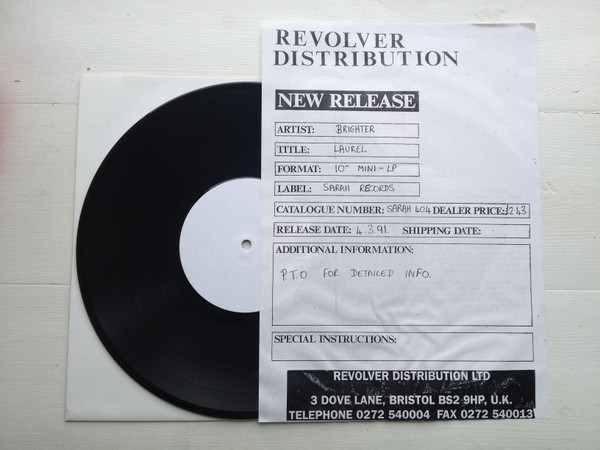 REVOLVER
DISTRIBUTION
NEW RELEASE
ARTIST: BRIGHTER
TITLE: LAUREL
FORMAT: 10" MINI-LP
LABEL: SARAH RECORDS
CATALOGUE NUMBER: SARAH 404 DEALER PRICE: £2.43
RELEASE DATE: 4.3.91. SHIPPING DATE:
ADDITIONAL INFORMATION:
P.T.O FOR DETAILED INFO.
SPECIAL INSTRUCTIONS:
REVOLVER DISTRIBUTION LTD
3 DOVE LANE, BRISTOL BS2 9HP, U.K.
TELEPHONE 0272 540004 FAX 0272 540013